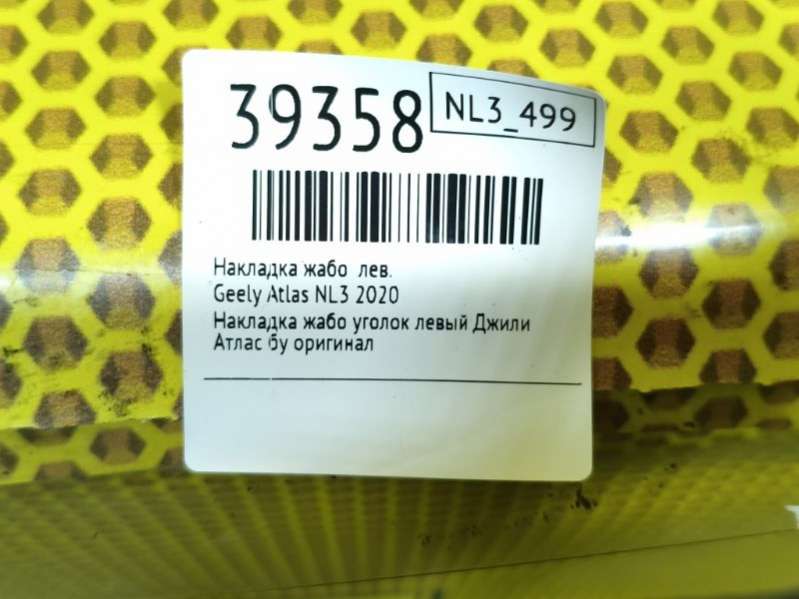 39358
NL3_499
Накладка жабо лев.
Geely Atlas NL3 2020
Накладка жабо уголок левый Джили
Атлас бу оригинал